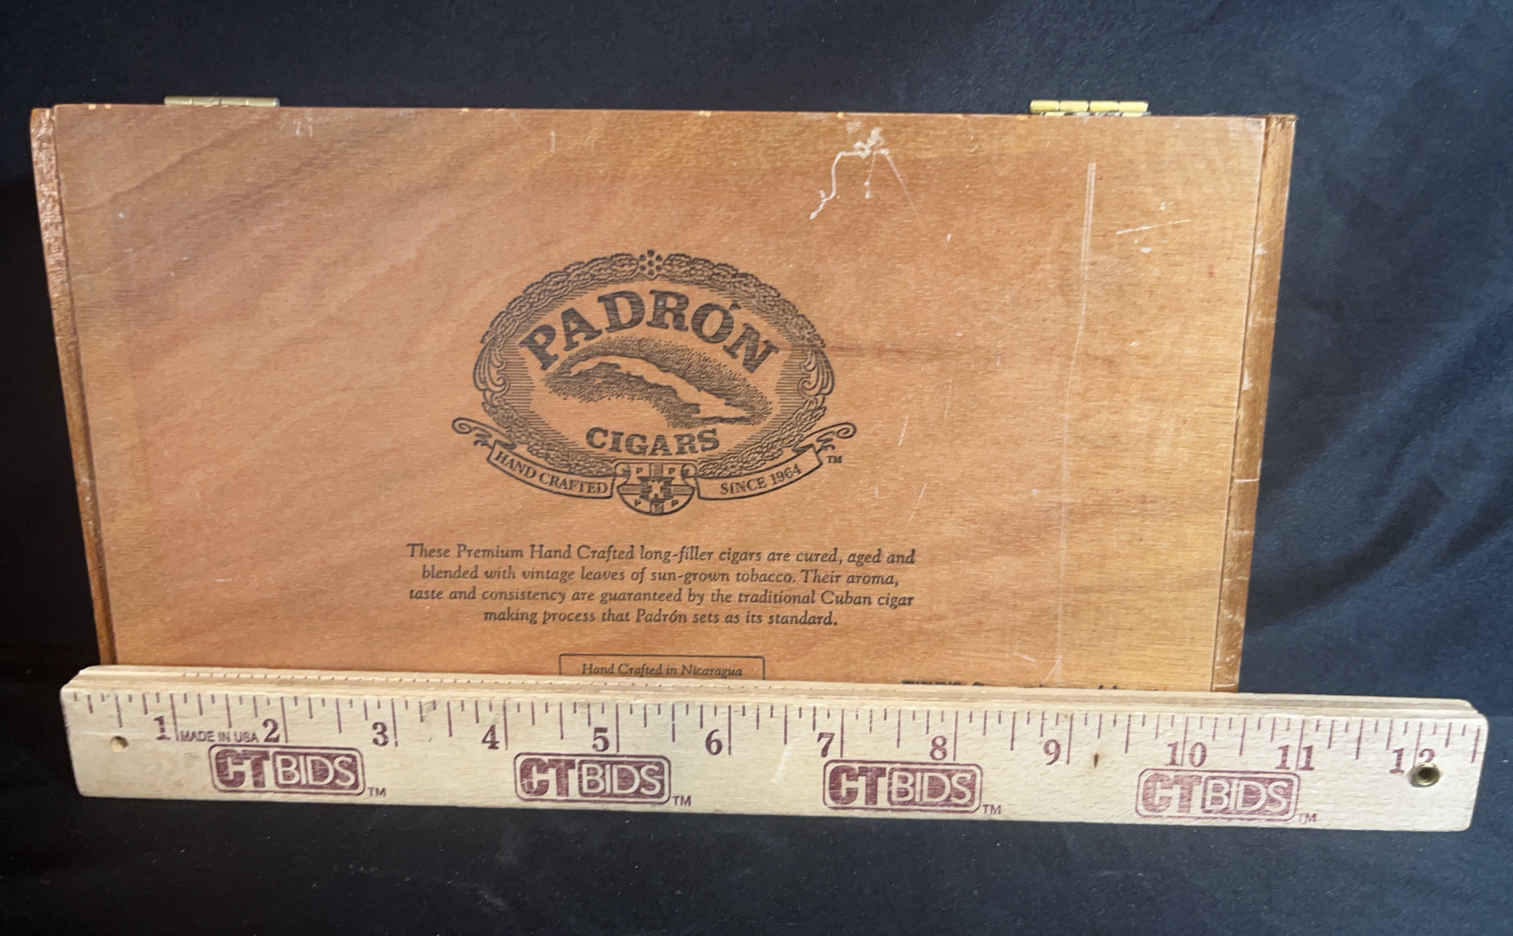 PADRÓN
CIGARS
HAND CRAFTED
SINCE 1964
TM
P P
P P
These Premium Hand Crafted long-filler cigars are cured, aged and
blended with vintage leaves of sun-grown tobacco. Their aroma,
taste and consistency are guaranteed by the traditional Cuban cigar
making process that Padrón sets as its standard.
Hand Crafted in Nicaragua
1 2 3 4 5 6 7 8 9 10 11 12
MADE IN USA
CTBIDS TM CTBIDS TM CTBIDS TM CTBIDS TM